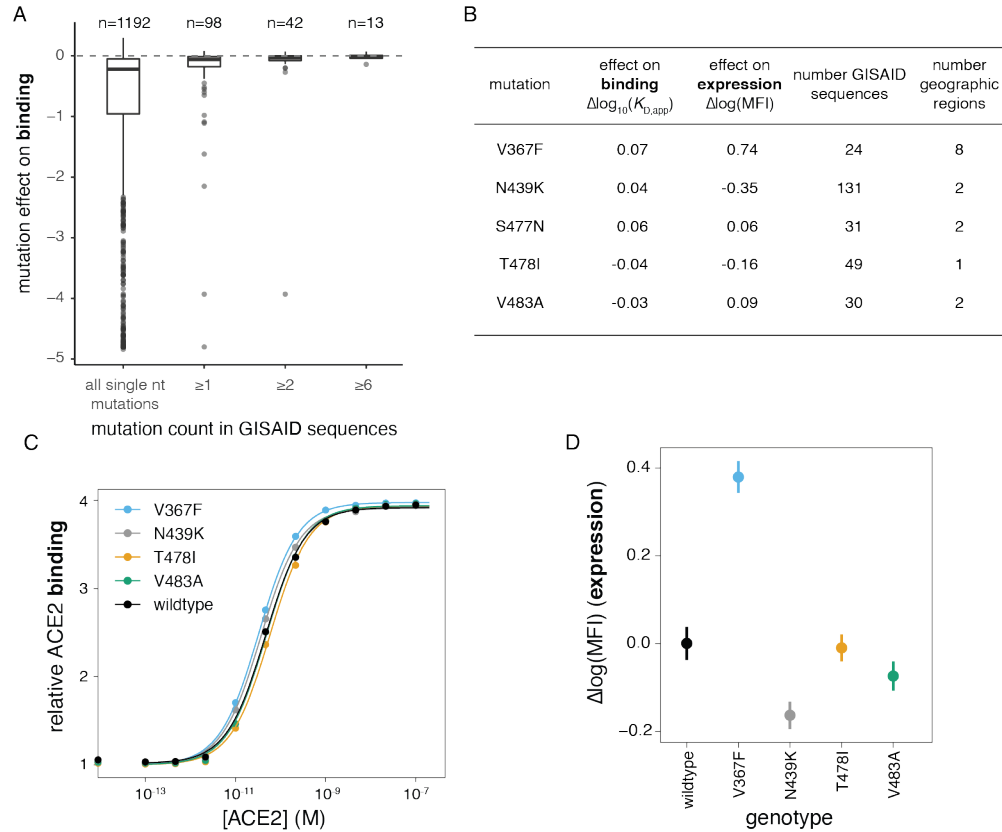 A
n=1192 n=98 n=42 n=13
mutation effect on binding
0
−1
−2
−3
−4
−5
all single nt
mutations
≥1 ≥2 ≥6
mutation count in GISAID sequences
B
mutation
effect on
binding
Δlog10(KD,app)
effect on
expression
Δlog(MFI)
number GISAID
sequences
number
geographic
regions
V367F 0.07 0.74 24 8
N439K 0.04 -0.35 131 2
S477N 0.06 0.06 31 2
T478I -0.04 -0.16 49 1
V483A -0.03 0.09 30 2
C
relative ACE2 binding
4
3
2
1
V367F
N439K
T478I
V483A
wildtype
10-13 10-11 10-9 10-7
[ACE2] (M)
D
Δlog(MFI) (expression)
0.4
0.2
0.0
−0.2
wildtype
V367F
N439K
T478I
V483A
genotype